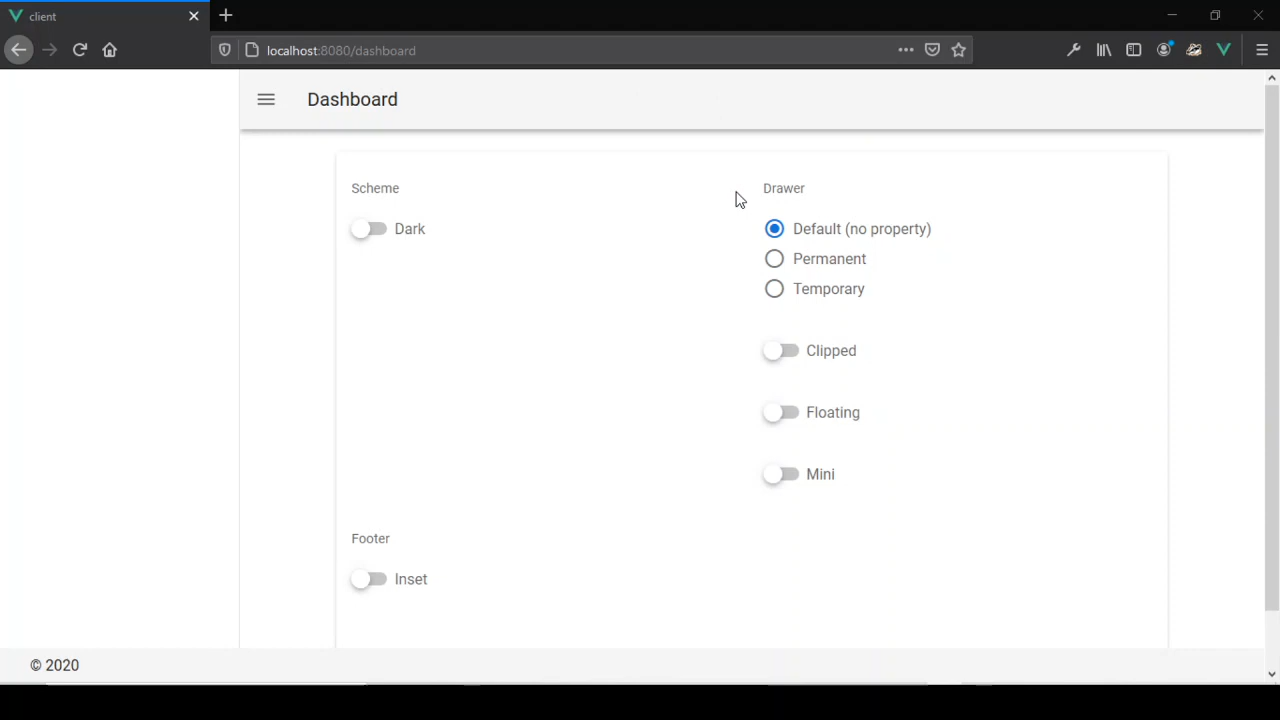 client
localhost:8080/dashboard
Dashboard
Scheme
Dark
Drawer
Default (no property)
Permanent
Temporary
Clipped
Floating
Mini
Footer
Inset
© 2020